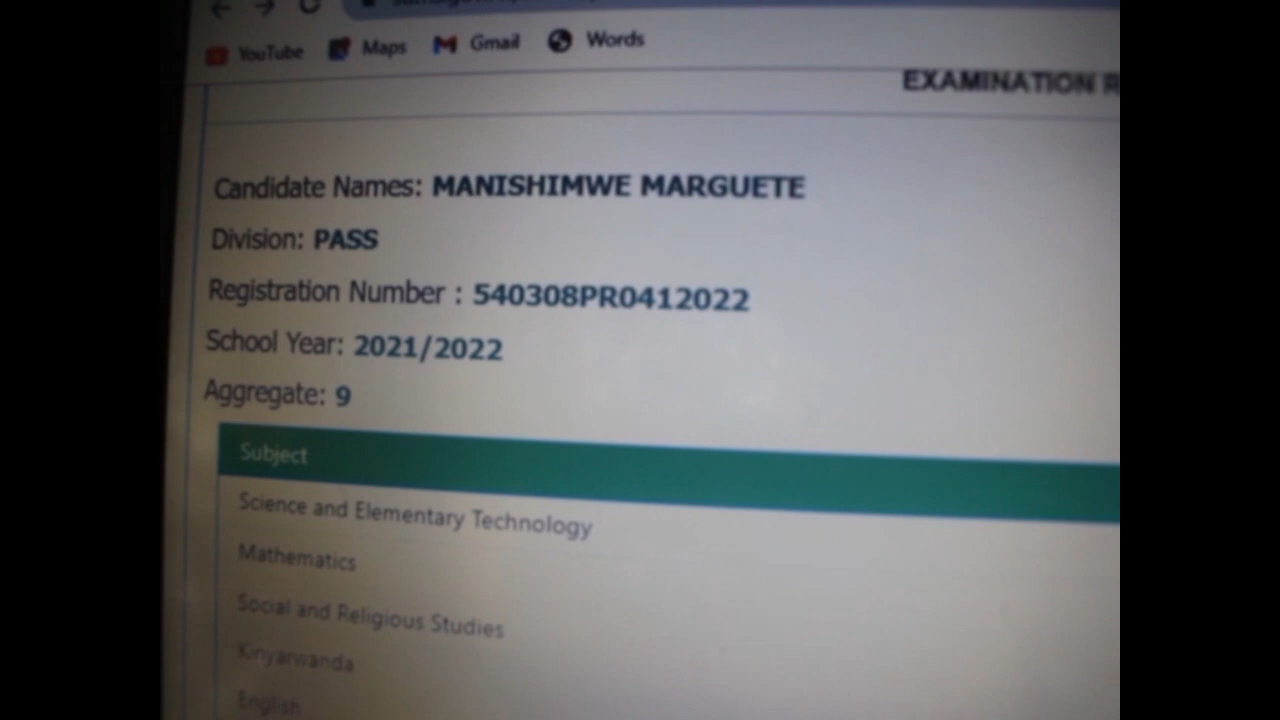 YouTube Maps Gmail Words
EXAMINATION R
Candidate Names: MANISHIMWE MARGUETE
Division: PASS
Registration Number : 540308PR0412022
School Year: 2021/2022
Aggregate: 9
Subject
Science and Elementary Technology
Mathematics
Social and Religious Studies
Kinyarwanda
English